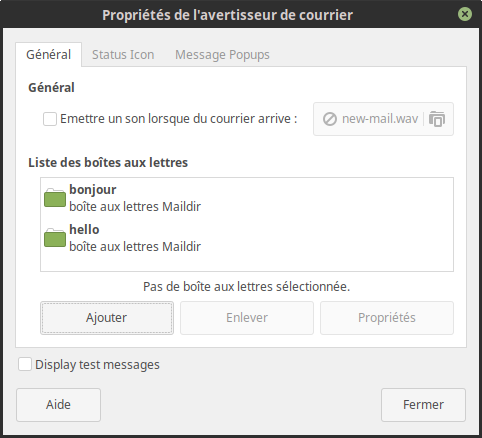 Propriétés de l'avertisseur de courrier
Général Status Icon Message Popups
Général
Emettre un son lorsque du courrier arrive : new-mail.wav
Liste des boîtes aux lettres
bonjour
boîte aux lettres Maildir
hello
boîte aux lettres Maildir
Pas de boîte aux lettres sélectionnée.
Ajouter Enlever Propriétés
Display test messages
Aide Fermer